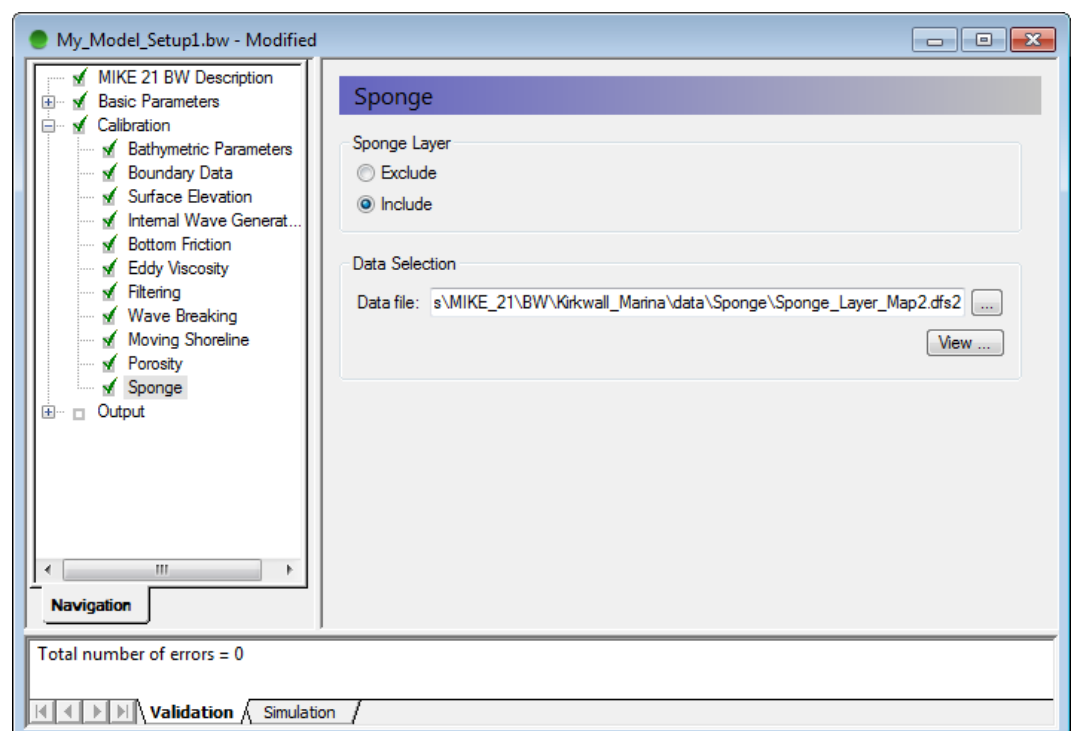 My_Model_Setup1.bw - Modified
MIKE 21 BW Description
Basic Parameters
Calibration
Bathymetric Parameters
Boundary Data
Surface Elevation
Internal Wave Generat...
Bottom Friction
Eddy Viscosity
Filtering
Wave Breaking
Moving Shoreline
Porosity
Sponge
Output
Navigation
Sponge
Sponge Layer
Exclude
Include
Data Selection
Data file: s\MIKE_21\BW\Kirkwall_Marina\data\Sponge\Sponge_Layer_Map2.dfs2 ...
View ...
Total number of errors = 0
Validation Simulation